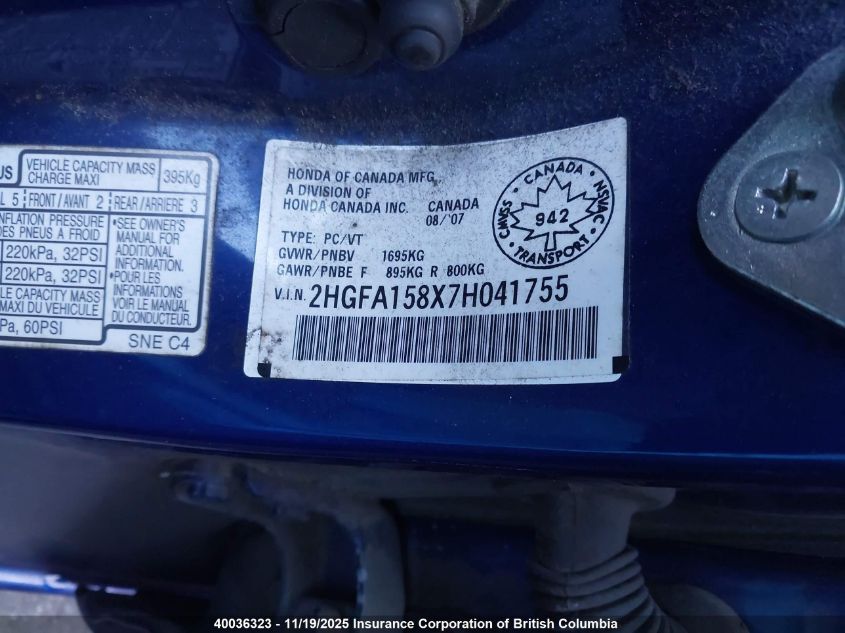 US
VEHICLE CAPACITY MASS
CHARGE MAXI
395Kg
L 5
FRONT/AVANT 2
REAR/ARRIERE 3
INFLATION PRESSURE
DES PNEUS A FROID
220kPa, 32PSI
220kPa, 32PSI
LE CAPACITY MASS
MAXI DU VEHICULE
Pa, 60PSI
•SEE OWNER'S
MANUAL FOR
ADDITIONAL
INFORMATION
•POUR LES
INFORMATIONS
MANUEL
DU CONDUCTEUR.
SNE C4
HONDA OF CANADA MFG.
A DIVISION OF
HONDA CANADA INC. CANADA
08/'07
TYPE: PC/VT
GVWR/PNBV 1695KG
GAWR/PNBE F 895KG R 800KG
V.I.N. 2HGFA158X7H041755
CANADA
CMVSS
942
NSVAC
TRANSPORT
40036323 - 11/19/2025 Insurance Corporation of British Columbia